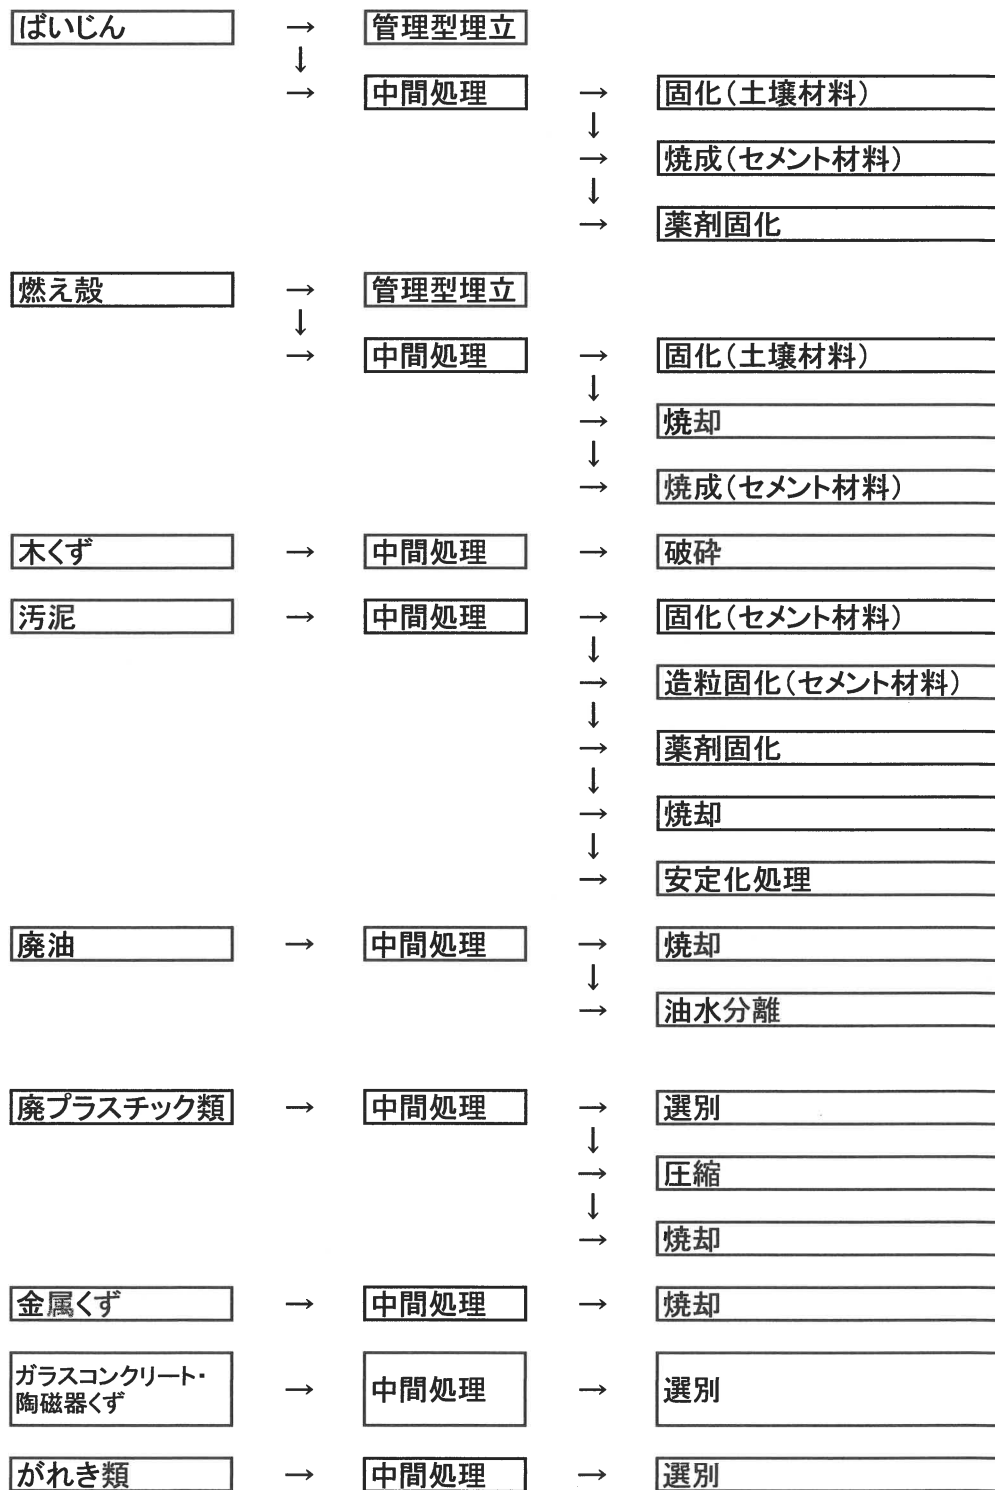 ばいじん → 管理型埋立
↓
→ 中間処理 → 固化(土壌材料)
↓
→ 焼成(セメント材料)
↓
→ 薬剤固化
燃え殻 → 管理型埋立
↓
→ 中間処理 → 固化(土壌材料)
↓
→ 焼却
↓
→ 焼成(セメント材料)
木くず → 中間処理 → 破砕
汚泥 → 中間処理 → 固化(セメント材料)
↓
→ 造粒固化(セメント材料)
↓
→ 薬剤固化
↓
→ 焼却
↓
→ 安定化処理
廃油 → 中間処理 → 焼却
↓
→ 油水分離
廃プラスチック類 → 中間処理 → 選別
↓
→ 圧縮
↓
→ 焼却
金属くず → 中間処理 → 焼却
ガラスコンクリート・
陶磁器くず → 中間処理 → 選別
がれき類 → 中間処理 → 選別